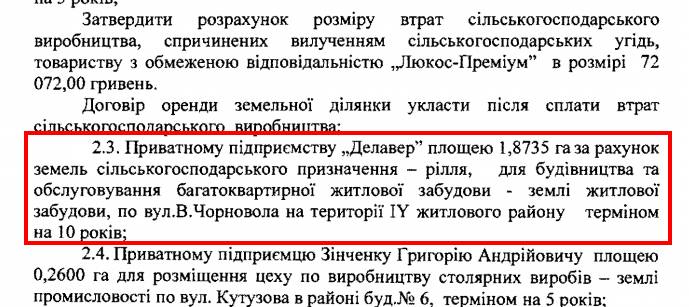 на 5 років;
Затвердити розрахунок розміру втрат сільськогосподарського
виробництва, спричинених вилученням сільськогосподарських угідь,
товариству з обмеженою відповідальністю „Люкос-Преміум” в розмірі 72
072,00 гривень.
Договір оренди земельної ділянки укласти після сплати втрат
сільськогосподарського виробництва;
2.3. Приватному підприємству „Делавер” площею 1,8735 га за рахунок
земель сільськогосподарського призначення – рілля, для будівництва та
обслуговування багатоквартирної житлової забудови - землі житлової
забудови, по вул.В.Чорновола на території ІУ житлового району терміном
на 10 років;
2.4. Приватному підприємцю Зінченку Григорію Андрійовичу площею
0,2600 га для розміщення цеху по виробництву столярних виробів – землі
промисловості по вул. Кутузова в районі буд.№ 6, терміном на 5 років;